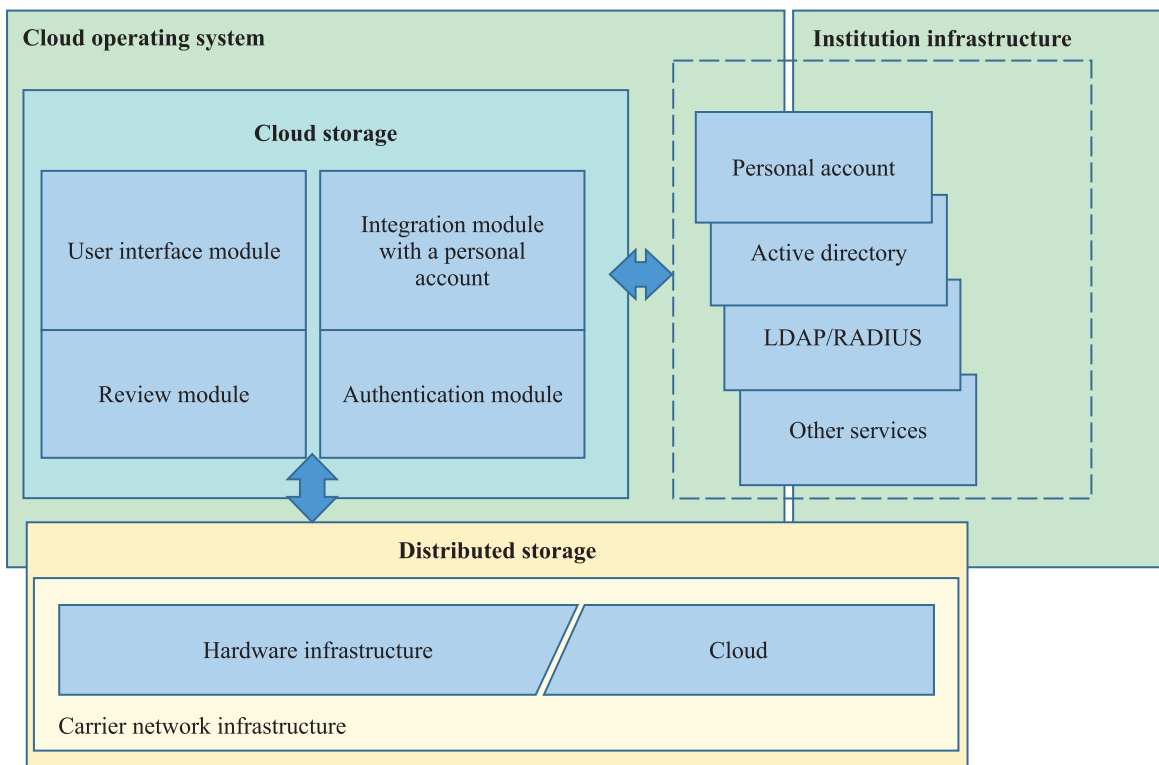 Cloud operating system
Institution infrastructure
Cloud storage
User interface module
Integration module
with a personal
account
Review module
Authentication module
Personal account
Active directory
LDAP/RADIUS
Other services
Distributed storage
Hardware infrastructure
Cloud
Carrier network infrastructure